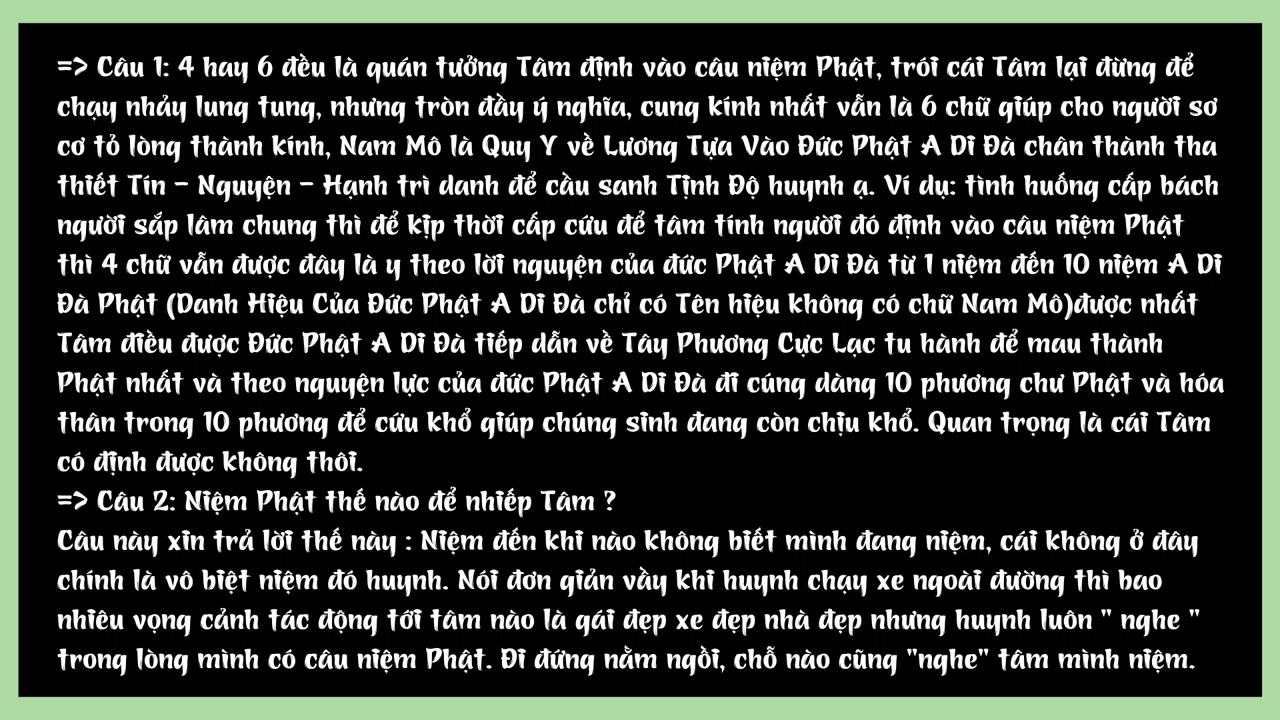 => Câu 1: 4 hay 6 đều là quán tưởng Tâm định vào câu niệm Phật, trói cái Tâm lại đừng để
chạy nhảy lung tung, nhưng tròn đầy ý nghĩa, cung kính nhất vẫn là 6 chữ giúp cho người sơ
cơ tỏ lòng thành kính, Nam Mô là Quy Y về Lương Tựa Vào Đức Phật A Di Đà chân thành tha
thiết Tín – Nguyện – Hạnh trì danh để cầu sanh Tịnh Độ huynh ạ. Ví dụ: tình huống cấp bách
người sắp lâm chung thì để kịp thời cấp cứu để tâm tính người đó định vào câu niệm Phật
thì 4 chữ vẫn được đây là y theo lời nguyện của đức Phật A Di Đà từ 1 niệm đến 10 niệm A Di
Đà Phật (Danh Hiệu Của Đức Phật A Di Đà chỉ có Tên hiệu không có chữ Nam Mô)được nhất
Tâm điều được Đức Phật A Di Đà tiếp dẫn về Tây Phương Cực Lạc tu hành để mau thành
Phật nhất và theo nguyện lực của đức Phật A Di Đà đi cúng dàng 10 phương chư Phật và hóa
thân trong 10 phương để cứu khổ giúp chúng sinh đang còn chịu khổ. Quan trọng là cái Tâm
có định được không thôi.
=> Câu 2: Niệm Phật thế nào để nhiếp Tâm ?
Câu này xin trả lời thế này : Niệm đến khi nào không biết mình đang niệm, cái không ở đây
chính là vô biệt niệm đó huynh. Nói đơn giản vầy khi huynh chạy xe ngoài đường thì bao
nhiêu vọng cảnh tác động tới tâm nào là gái đẹp xe đẹp nhà đẹp nhưng huynh luôn " nghe "
trong lòng mình có câu niệm Phật. Đi đứng nằm ngồi, chỗ nào cũng "nghe" tâm mình niệm.